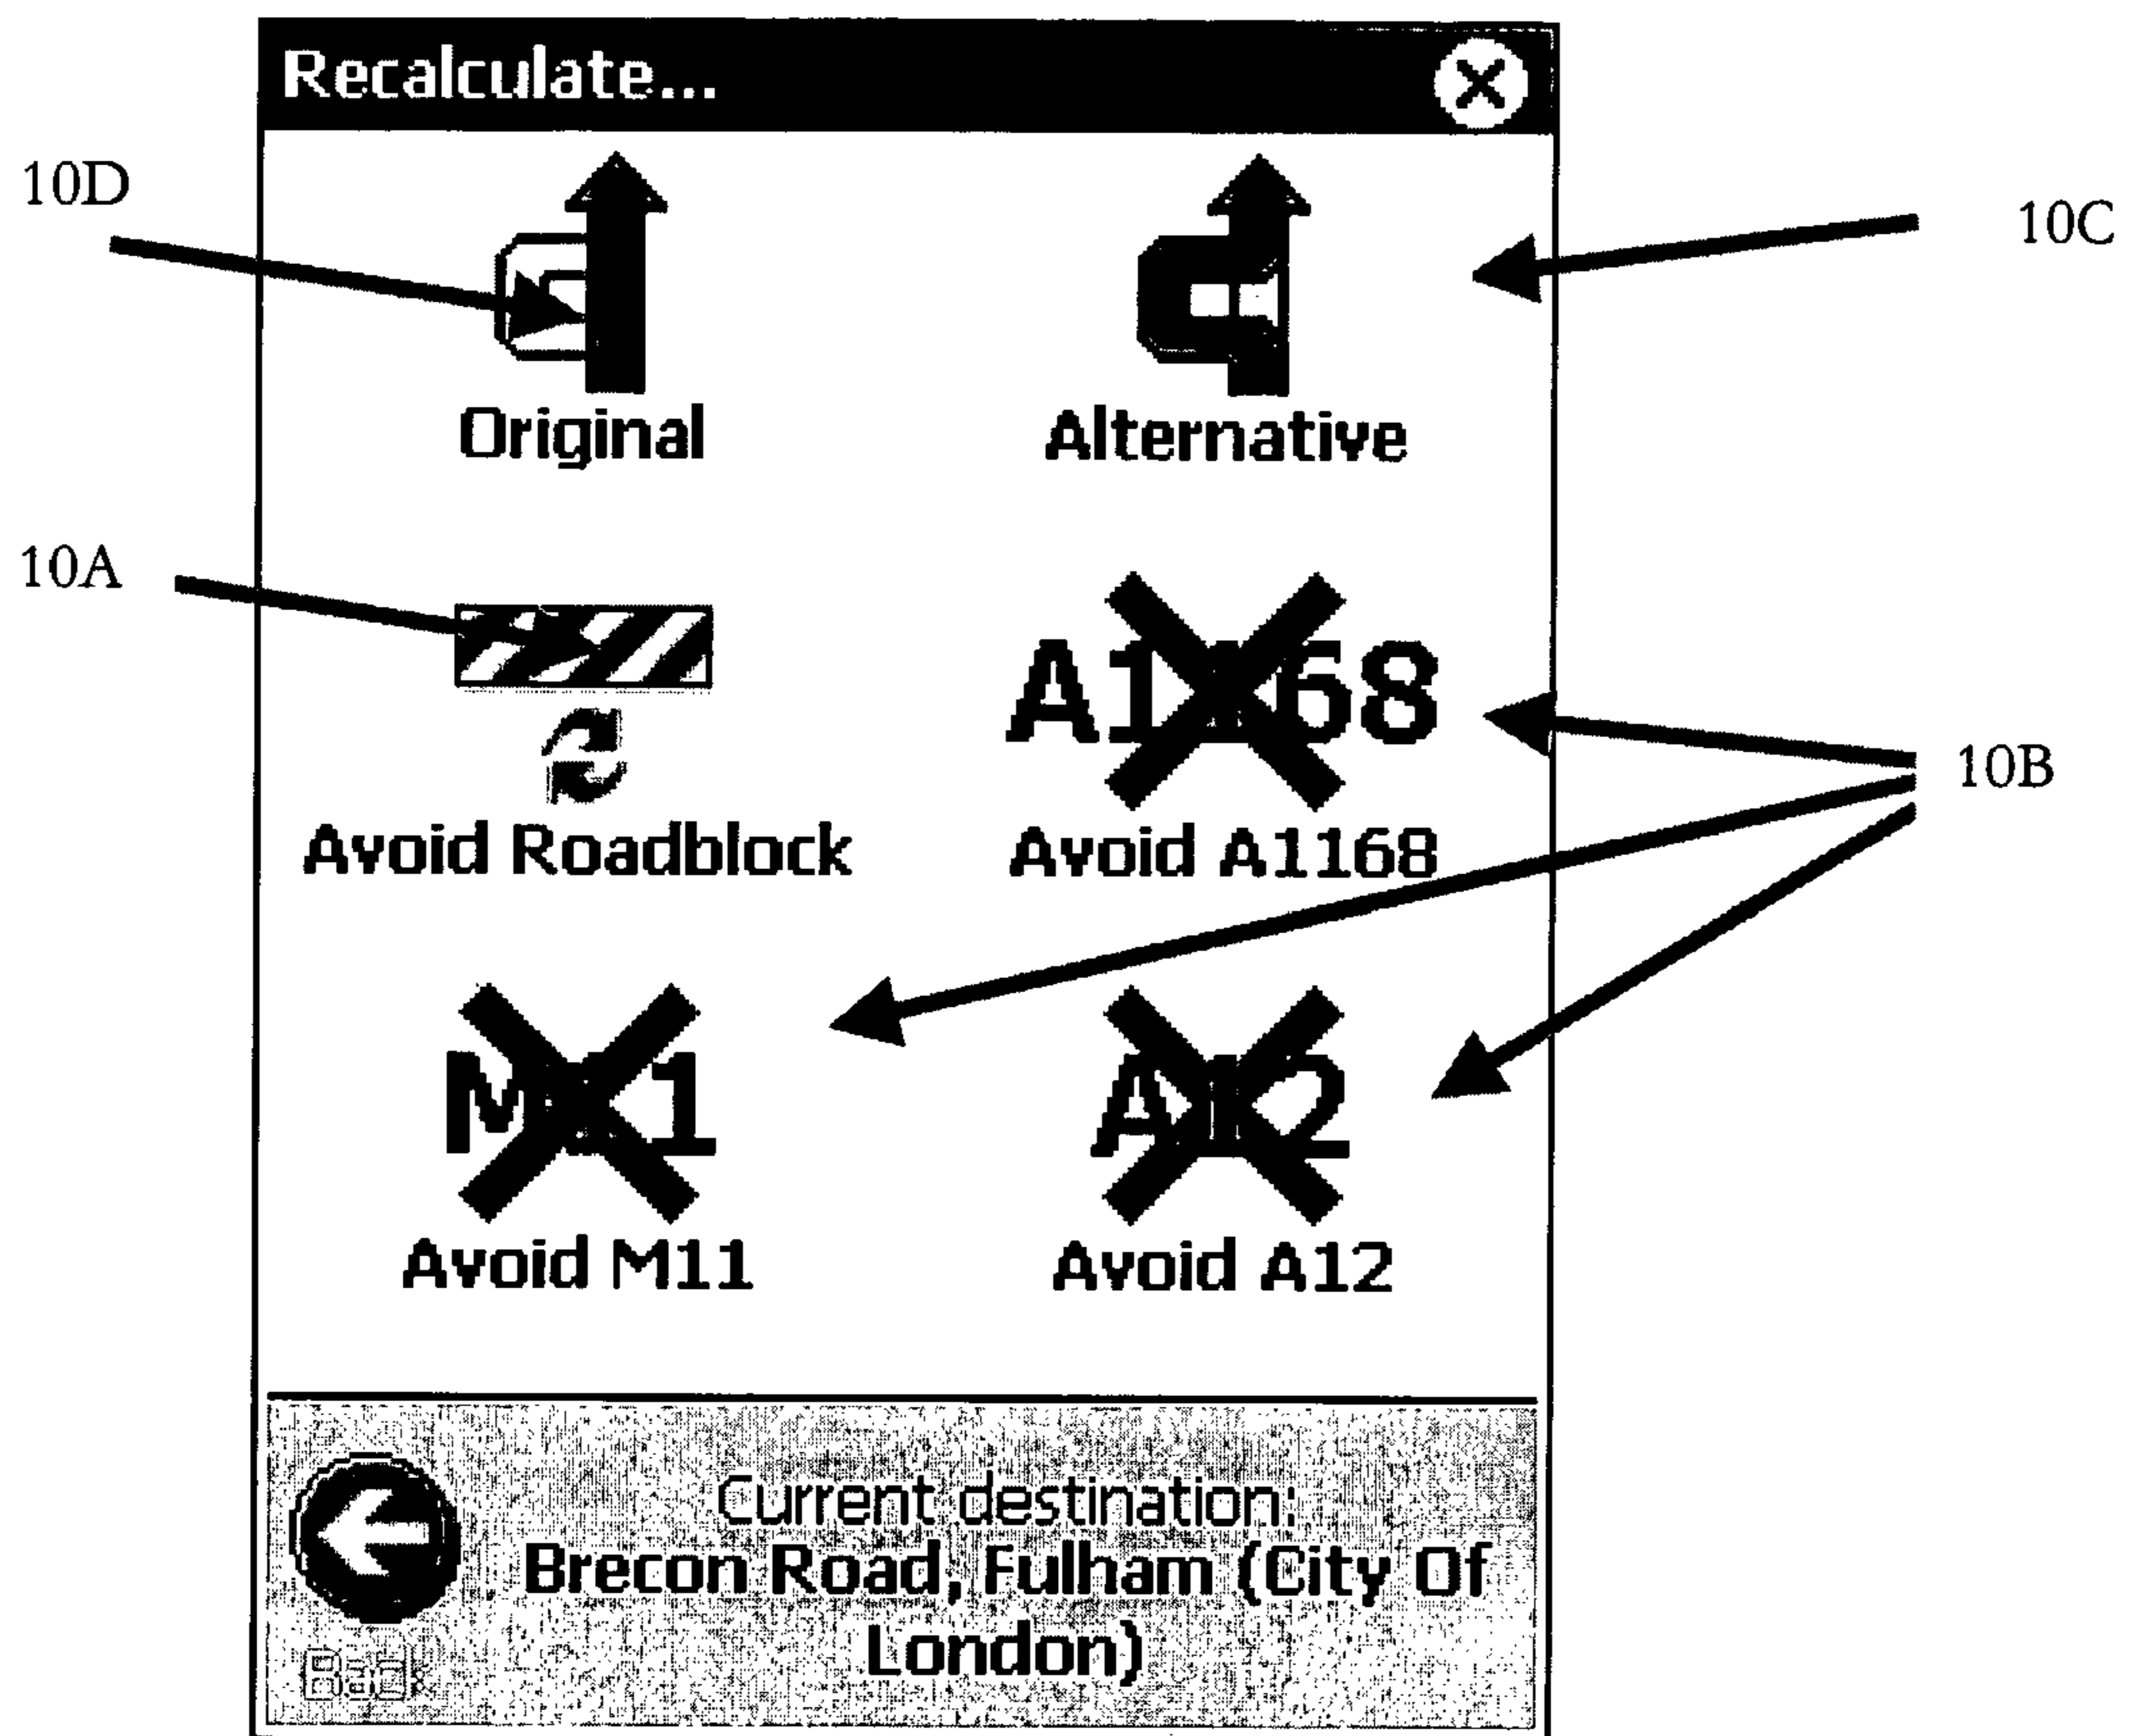 Recalculate...
10D
10C
Original
Alternative
10A
A1168
10B
Avoid Roadblock
Avoid A1168
M11
A12
Avoid M11
Avoid A12
Current destination:
Brecon Road, Fulham (City Of
London)
Back